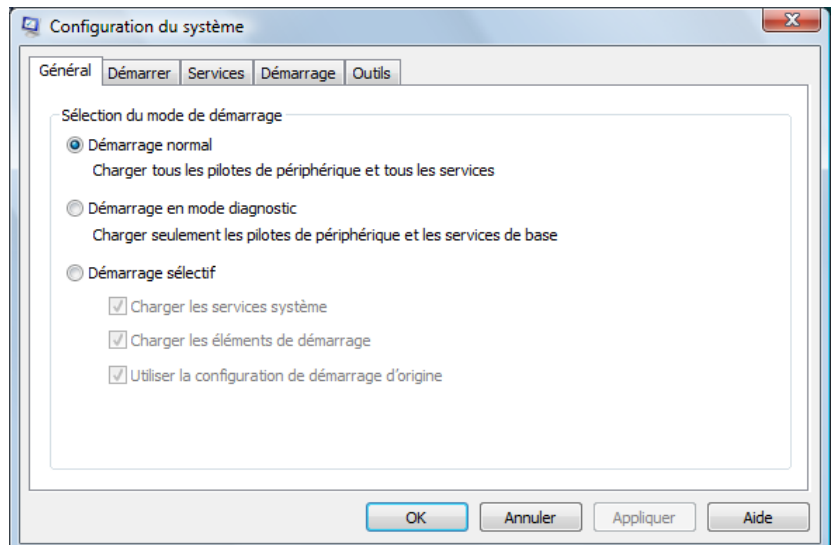 Configuration du système
Général Démarrer Services Démarrage Outils
Sélection du mode de démarrage
Démarrage normal
Charger tous les pilotes de périphérique et tous les services
Démarrage en mode diagnostic
Charger seulement les pilotes de périphérique et les services de base
Démarrage sélectif
Charger les services système
Charger les éléments de démarrage
Utiliser la configuration de démarrage d’origine
OK Annuler Appliquer Aide